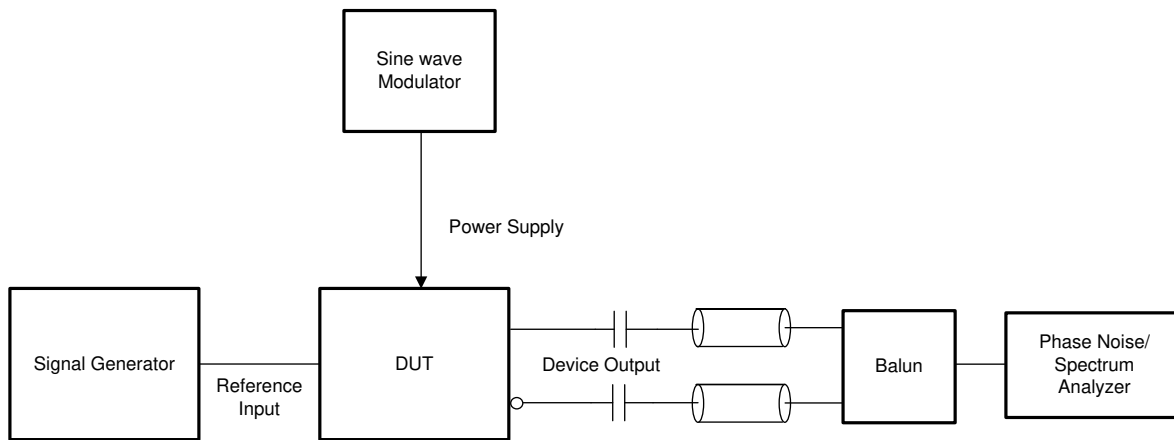 Sine wave
Modulator
Power Supply
Signal Generator
Reference
Input
DUT
Device Output
Balun
Phase Noise/
Spectrum
Analyzer